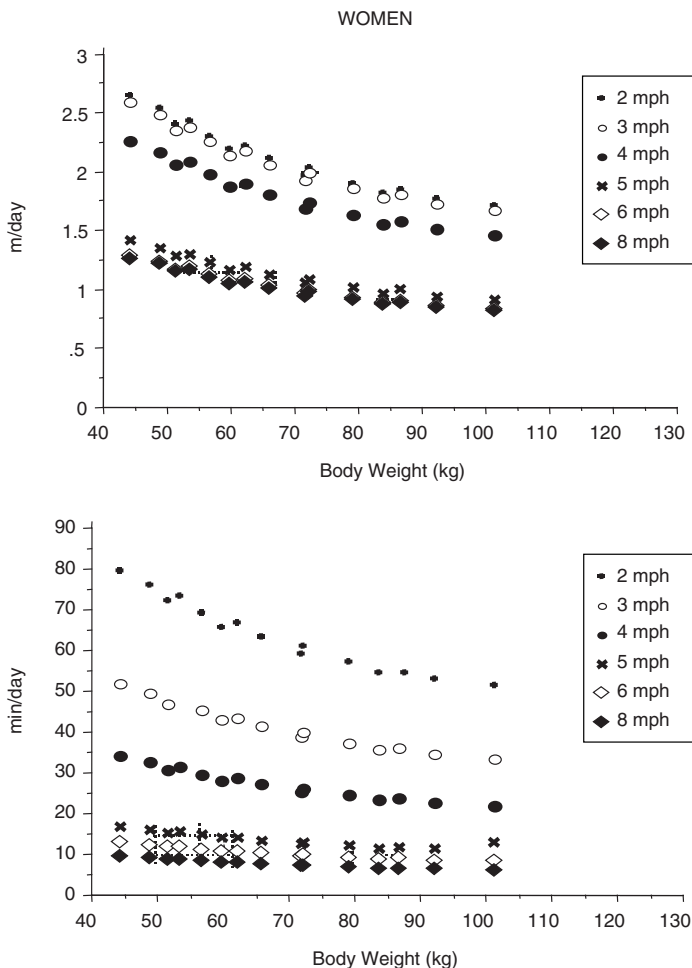 WOMEN
3
2.5
2
1.5
1
.5
0
m/day
40 50 60 70 80 90 100 110 120 130
Body Weight (kg)
2 mph
3 mph
4 mph
5 mph
6 mph
8 mph
90
80
70
60
50
40
30
20
10
0
min/day
40 50 60 70 80 90 100 110 120 130
Body Weight (kg)
2 mph
3 mph
4 mph
5 mph
6 mph
8 mph